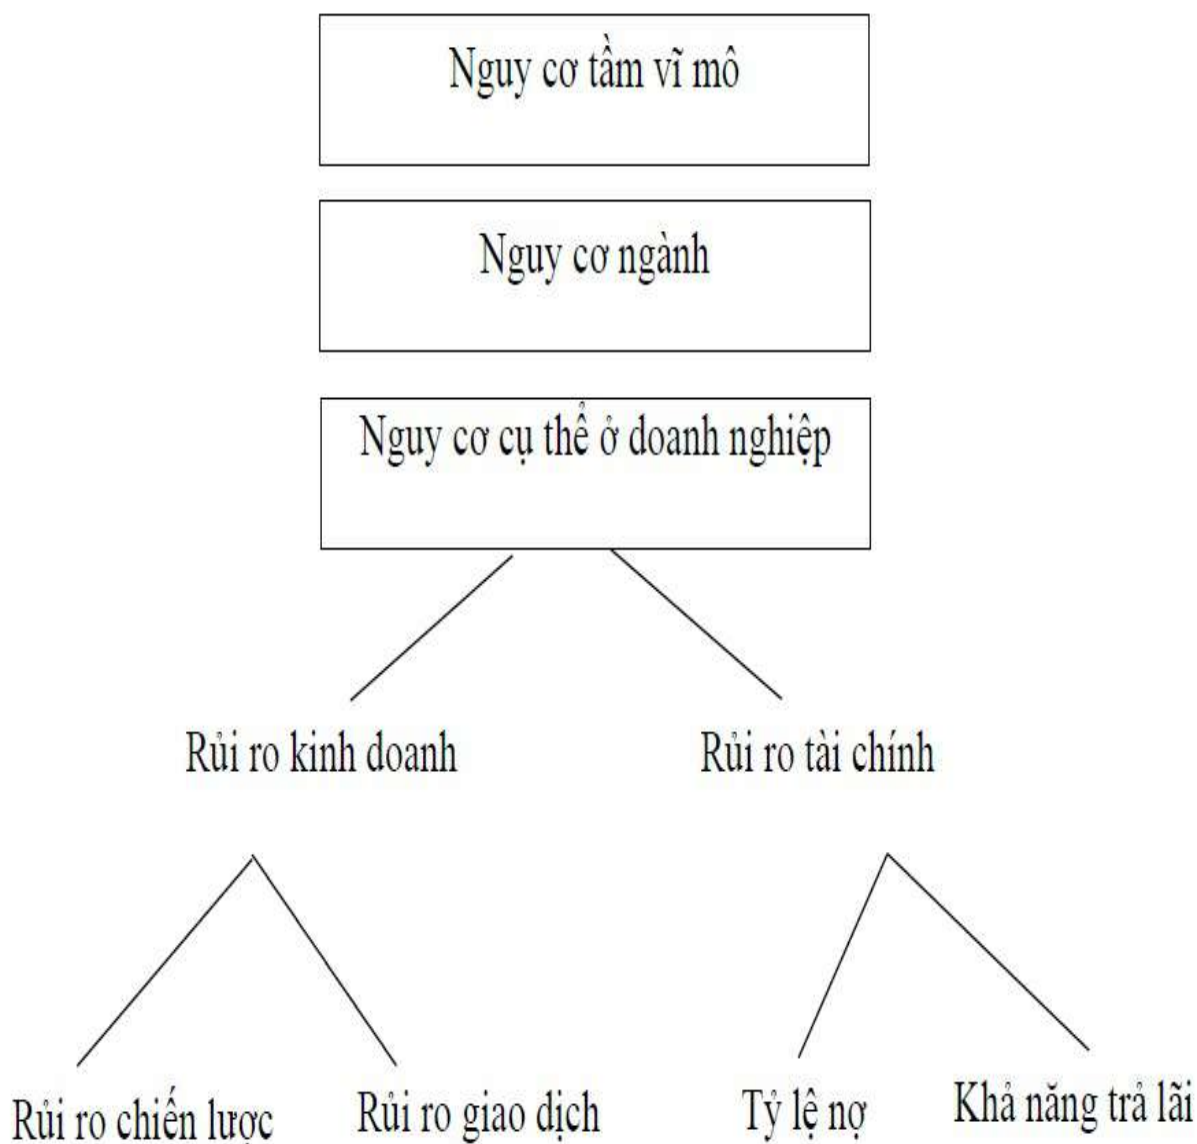 Nguy cơ tầm vĩ mô
Nguy cơ ngành
Nguy cơ cụ thể ở doanh nghiệp
Rủi ro kinh doanh
Rủi ro tài chính
Rủi ro chiến lược
Rủi ro giao dịch
Tỷ lệ nợ
Khả năng trả lãi